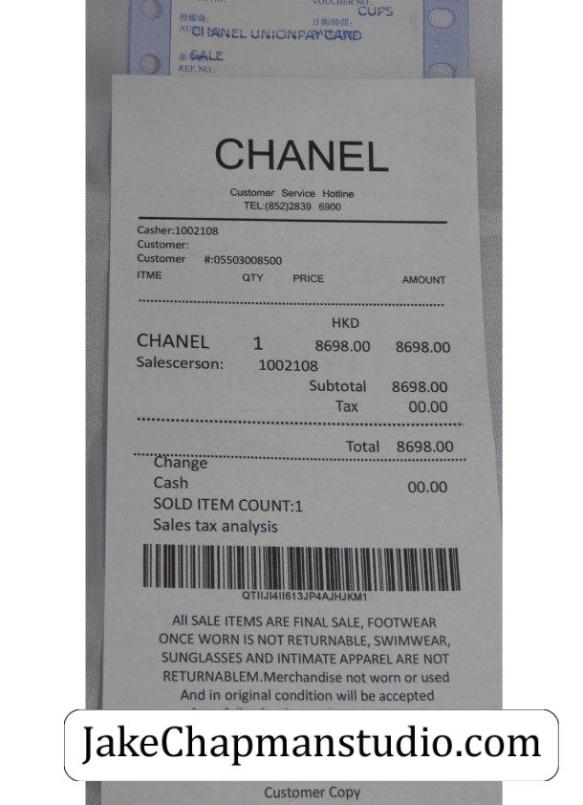 VOUCHER NO.
CUPS
授權碼:
日期/時間:
CHANEL UNIONPAY CARD
SALE
REF. NO.:
CHANEL
Customer Service Hotline
TEL:(852)2839 6900
Casher:1002108
Customer:
Customer #:05503008500
ITME QTY PRICE AMOUNT
HKD
CHANEL 1 8698.00 8698.00
Salescerson: 1002108
Subtotal 8698.00
Tax 00.00
Total 8698.00
Change
Cash 00.00
SOLD ITEM COUNT:1
Sales tax analysis
QTIIJI4II613JP4AJHJKM1
All SALE ITEMS ARE FINAL SALE, FOOTWEAR
ONCE WORN IS NOT RETURNABLE, SWIMWEAR,
SUNGLASSES AND INTIMATE APPAREL ARE NOT
RETURNABLEM.Merchandise not worn or used
And in original condition will be accepted
JakeChapmanstudio.com
Customer Copy